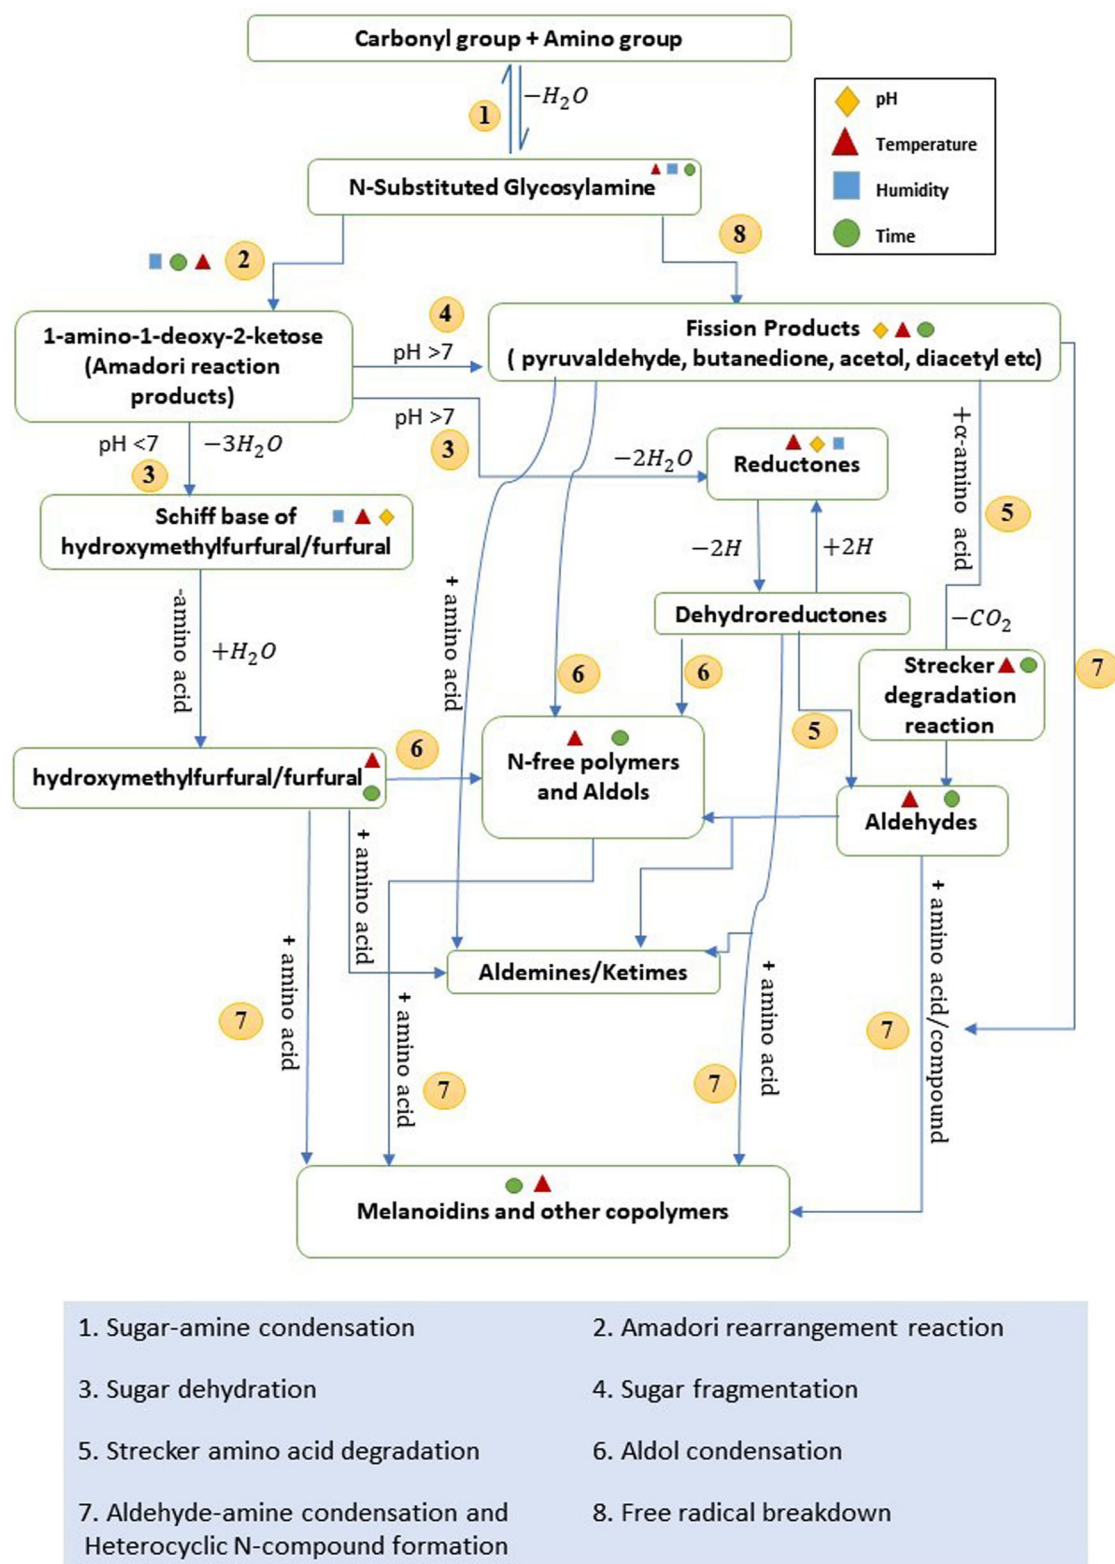 Carbonyl group + Amino group
1
−H₂O
pH
Temperature
Humidity
Time
N-Substituted Glycosylamine
2
8
1-amino-1-deoxy-2-ketose
(Amadori reaction
products)
4
pH >7
Fission Products
( pyruvaldehyde, butanedione, acetol, diacetyl etc)
pH >7
3
−2H₂O
pH <7
−3H₂O
3
Reductones
+α-amino acid
5
Schiff base of
hydroxymethylfurfural/furfural
−2H
+2H
-amino acid
+H₂O
+ amino acid
Dehydroreductones
−CO₂
6
6
5
Strecker
degradation
reaction
7
hydroxymethylfurfural/furfural
6
N-free polymers
and Aldols
Aldehydes
+ amino acid
+ amino acid
Aldemines/Ketimes
7
+ amino acid
7
+ amino acid
7
+ amino acid/compound
7
Melanoidins and other copolymers
1. Sugar-amine condensation
2. Amadori rearrangement reaction
3. Sugar dehydration
4. Sugar fragmentation
5. Strecker amino acid degradation
6. Aldol condensation
7. Aldehyde-amine condensation and
Heterocyclic N-compound formation
8. Free radical breakdown